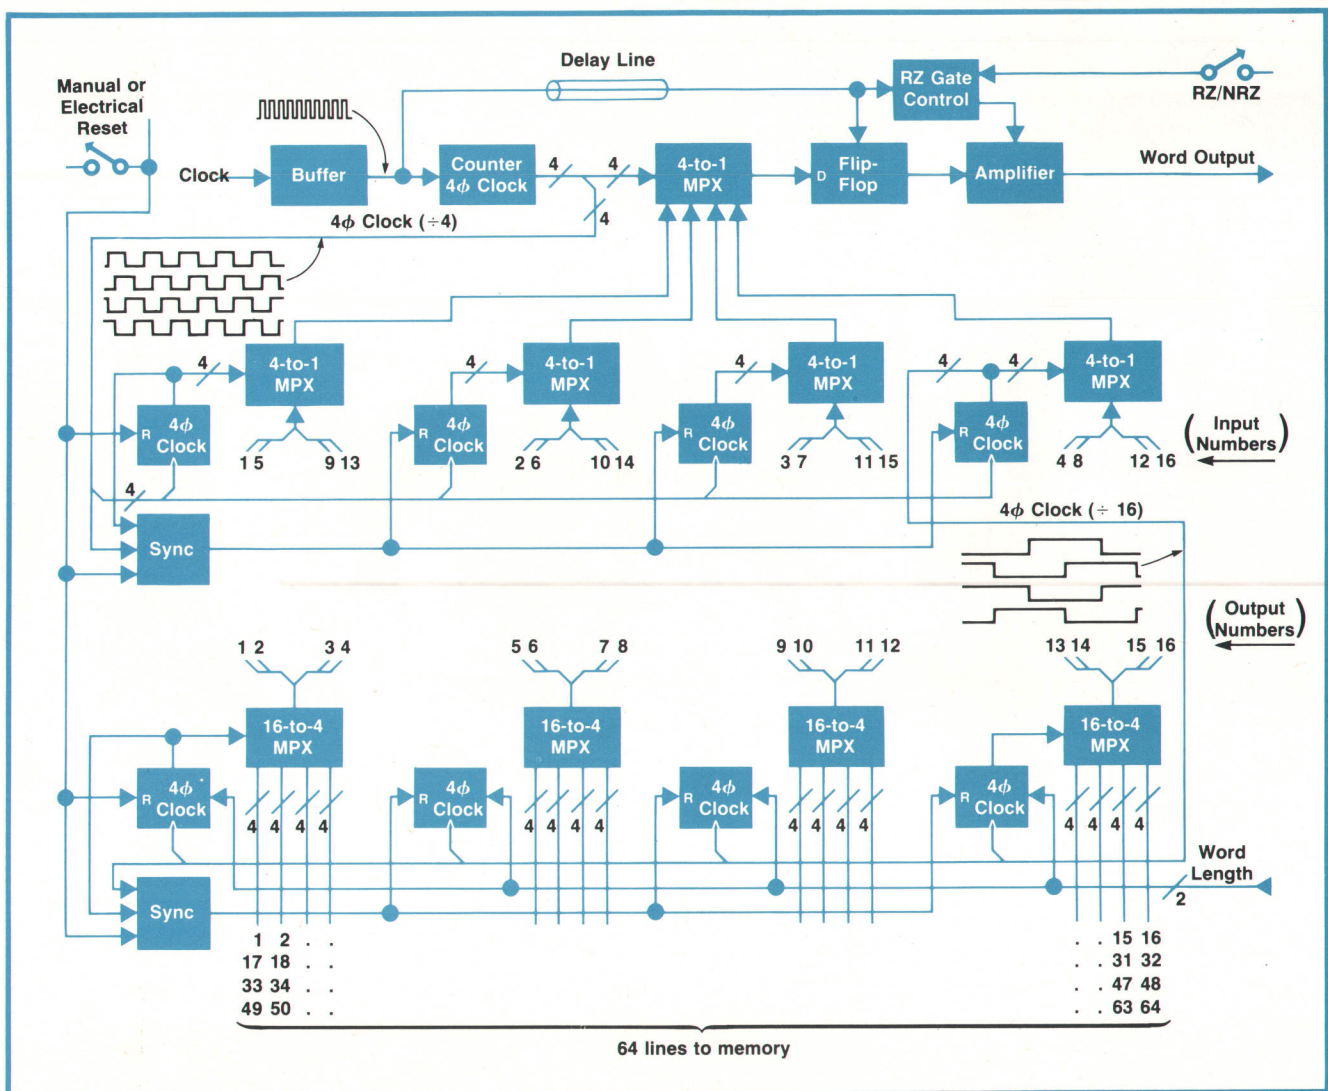 Manual or
Electrical
Reset
Delay Line
RZ Gate
Control
RZ/NRZ
Clock
Buffer
Counter
4ϕ Clock
4
4
4
4-to-1
MPX
D
Flip-
Flop
Amplifier
Word Output
4ϕ Clock (÷4)
4
4-to-1
MPX
4
4-to-1
MPX
4
4-to-1
MPX
4
4
4-to-1
MPX
R
4ϕ
Clock
R
4ϕ
Clock
R
4ϕ
Clock
R
4ϕ
Clock
1 5 9 13
2 6 10 14
3 7 11 15
4 8 12 16
(Input
Numbers)
4
Sync
4ϕ Clock (÷ 16)
(Output
Numbers)
1 2 3 4
5 6 7 8
9 10 11 12
13 14 15 16
16-to-4
MPX
16-to-4
MPX
16-to-4
MPX
16-to-4
MPX
R
4ϕ
Clock
R
4ϕ
Clock
R
4ϕ
Clock
R
4ϕ
Clock
4 4 4 4
4 4 4 4
4 4 4 4
4 4 4 4
Word
Length
2
Sync
1 2 . . . . 15 16
17 18 . . . . 31 32
33 34 . . . . 47 48
49 50 . . . . 63 64
64 lines to memory